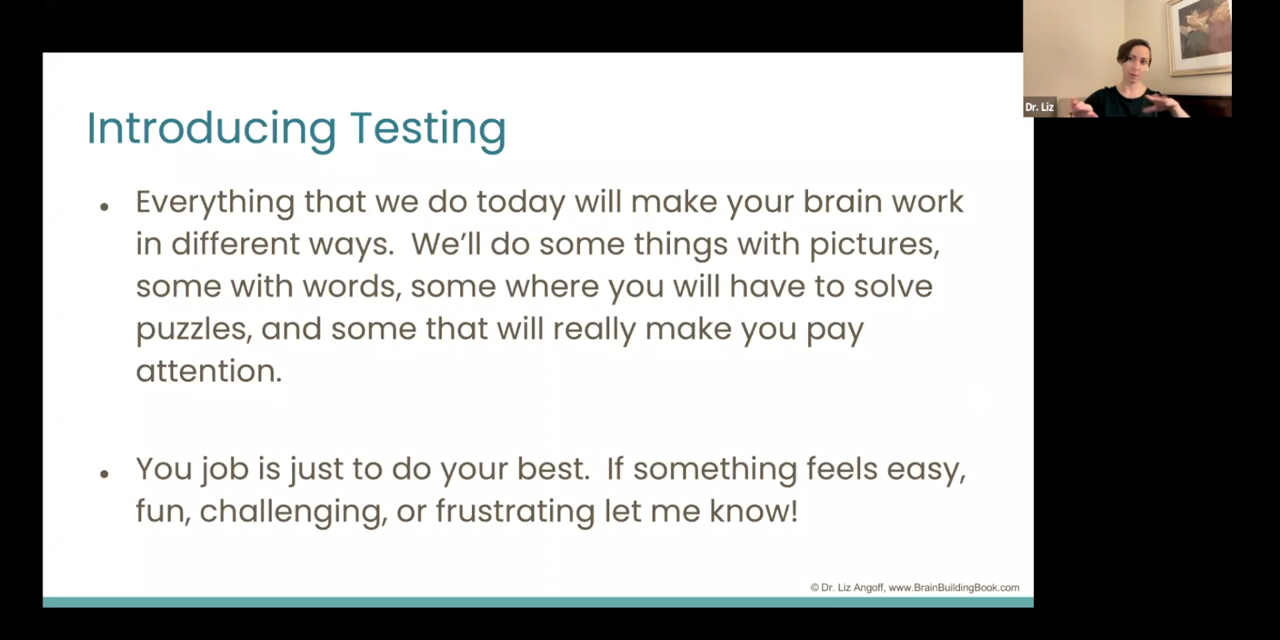 Introducing Testing
• Everything that we do today will make your brain work
in different ways.  We'll do some things with pictures,
some with words, some where you will have to solve
puzzles, and some that will really make you pay
attention.
• You job is just to do your best.  If something feels easy,
fun, challenging, or frustrating let me know!
© Dr. Liz Angoff, www.BrainBuildingBook.com
Dr. Liz